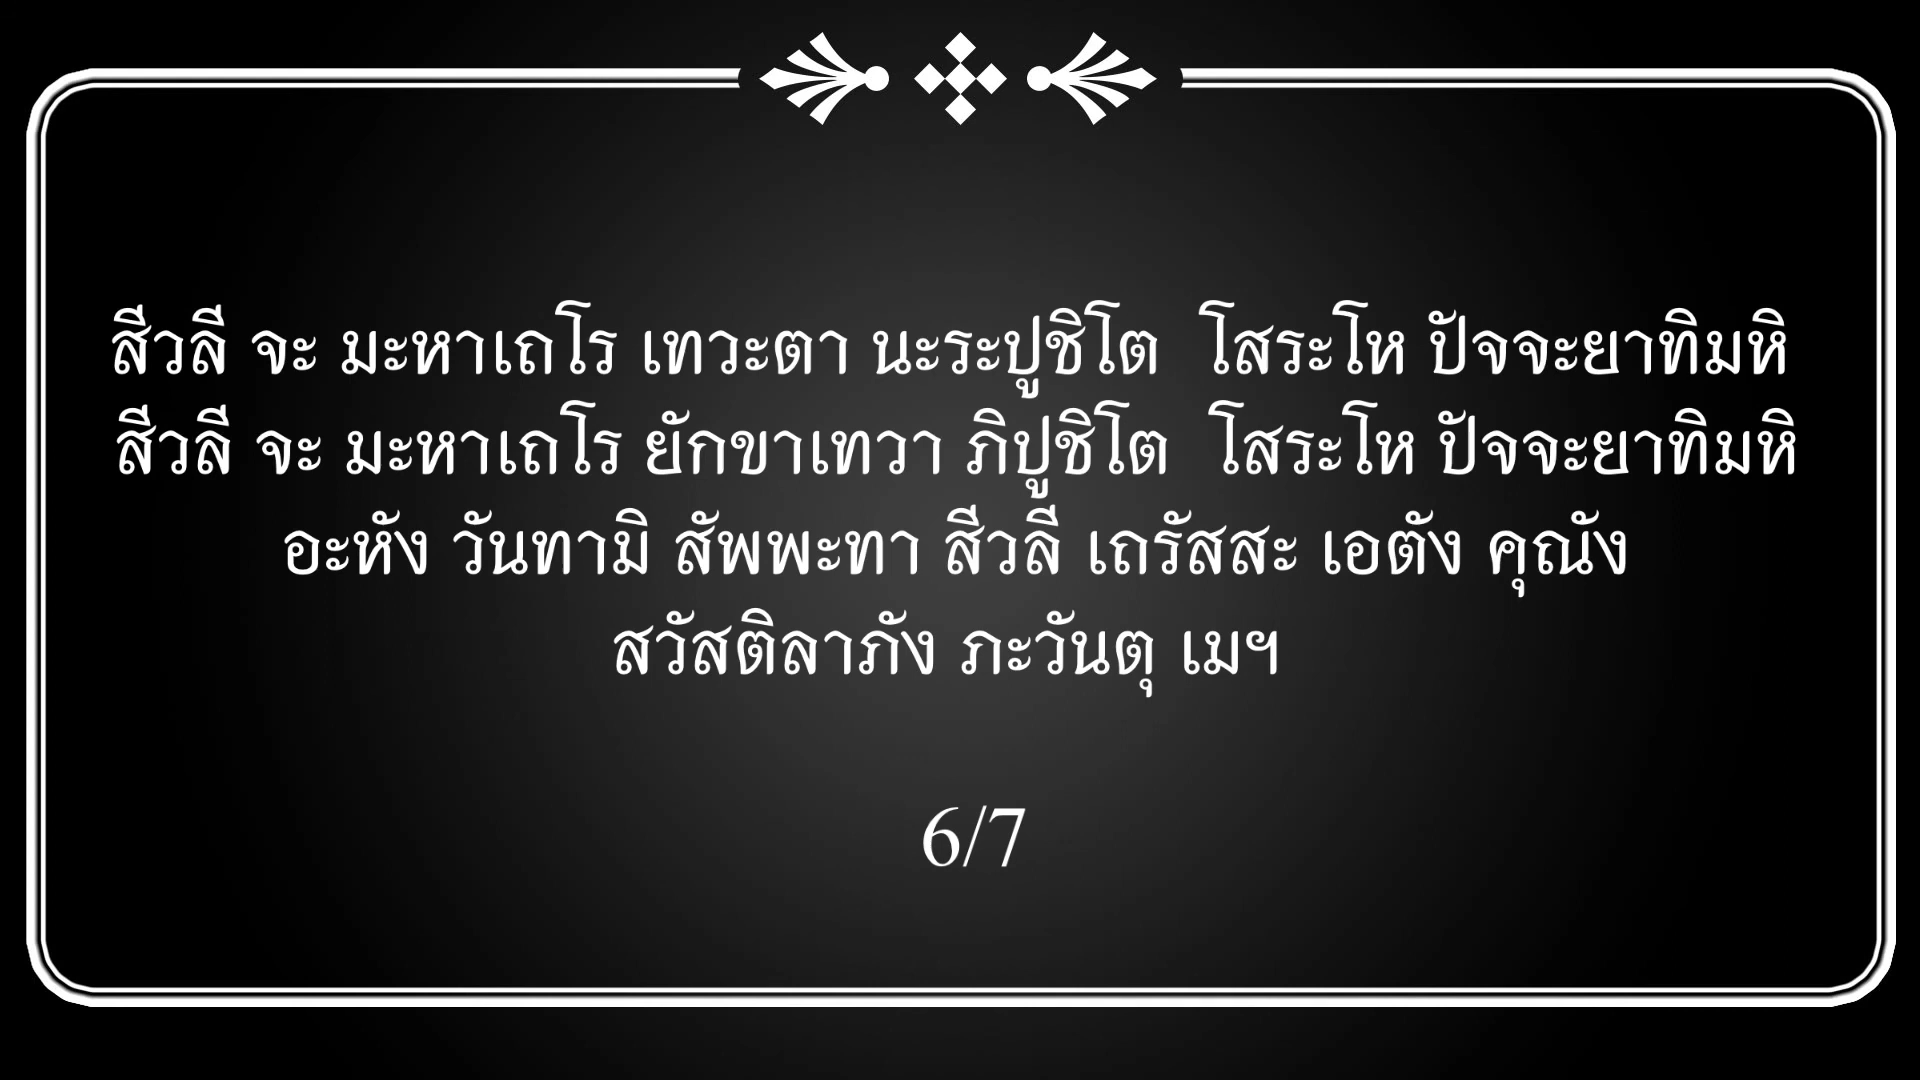 สีวลี จะ มะหาเถโร เทวะตา นะระปูชิโต  โสระโห ปัจจะยาทิมหิ
สีวลี จะ มะหาเถโร ยักขาเทวา ภิปูชิโต  โสระโห ปัจจะยาทิมหิ
อะหัง วันทามิ สัพพะทา สีวลี เถรัสสะ เอตัง คุณัง
สวัสติลาภัง ภะวันตุ เมฯ
6/7